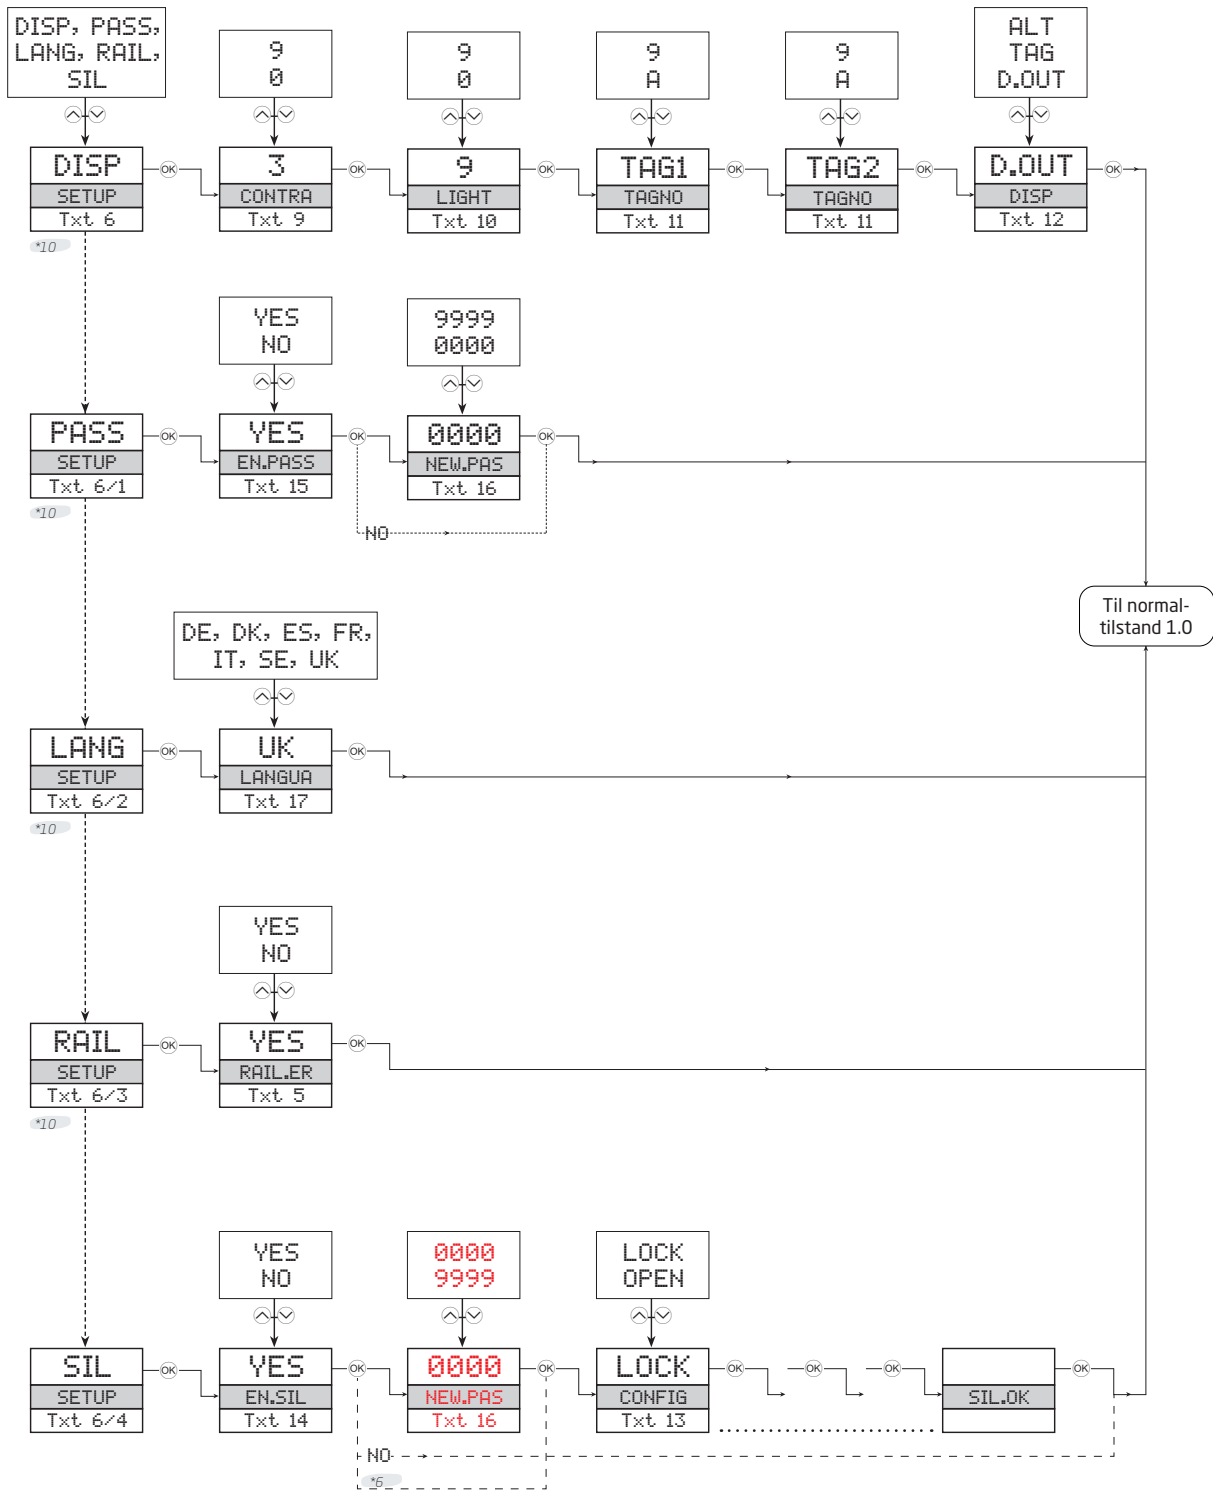 DISP, PASS,
LANG, RAIL,
SIL
9
0
9
0
9
A
9
A
ALT
TAG
D.OUT
DISP
SETUP
Txt 6
*10
OK
3
CONTRA
Txt 9
OK
9
LIGHT
Txt 10
OK
TAG1
TAGNO
Txt 11
OK
TAG2
TAGNO
Txt 11
OK
D.OUT
DISP
Txt 12
OK
YES
NO
9999
0000
PASS
SETUP
Txt 6/1
*10
OK
YES
EN.PASS
Txt 15
OK
0000
NEW.PAS
Txt 16
OK
NO
Til normal-
tilstand 1.0
DE, DK, ES, FR,
IT, SE, UK
LANG
SETUP
Txt 6/2
*10
OK
UK
LANGUA
Txt 17
OK
YES
NO
RAIL
SETUP
Txt 6/3
*10
OK
YES
RAIL.ER
Txt 5
OK
YES
NO
0000
9999
LOCK
OPEN
SIL
SETUP
Txt 6/4
OK
YES
EN.SIL
Txt 14
OK
0000
NEW.PAS
Txt 16
OK
LOCK
CONFIG
Txt 13
OK
OK
OK
SIL.OK
OK
NO
*6